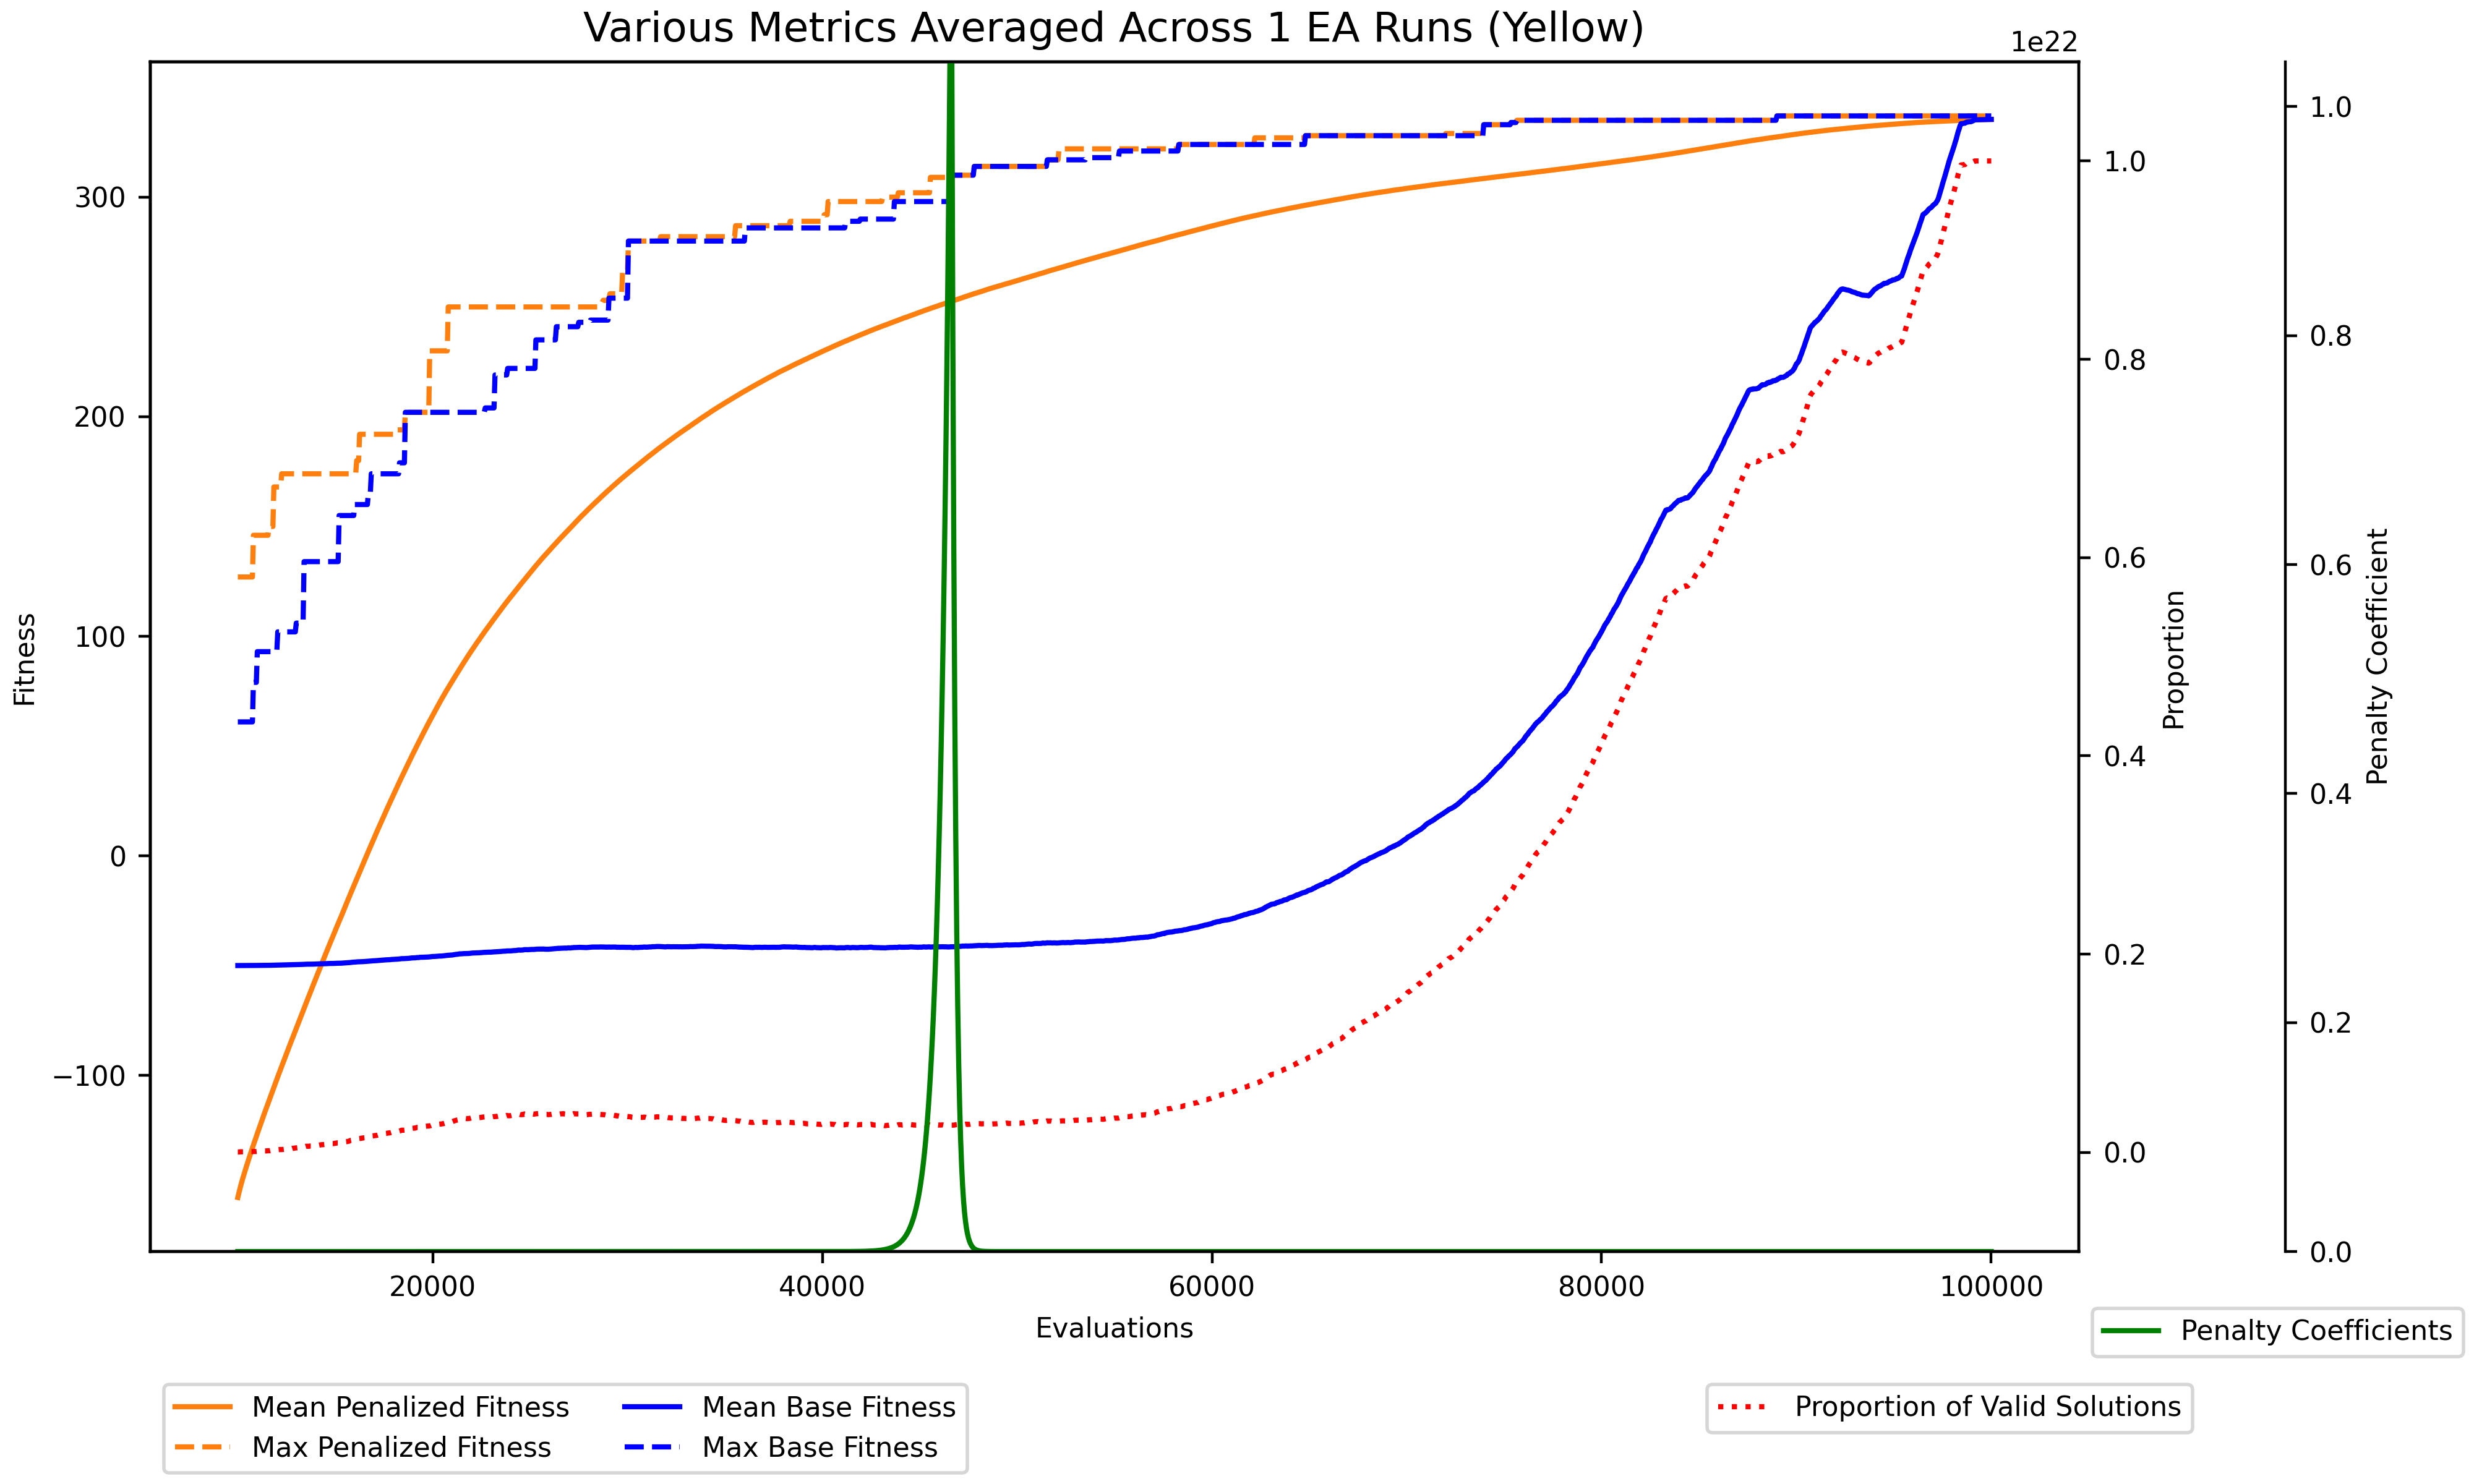 Various Metrics Averaged Across 1 EA Runs (Yellow)
1e22
Fitness
300
200
100
0
−100
20000
40000
60000
80000
100000
Evaluations
1.0
0.8
0.6
0.4
0.2
0.0
Proportion
1.0
0.8
0.6
0.4
0.2
0.0
Penalty Coefficient
Penalty Coefficients
Mean Penalized Fitness
Max Penalized Fitness
Mean Base Fitness
Max Base Fitness
Proportion of Valid Solutions